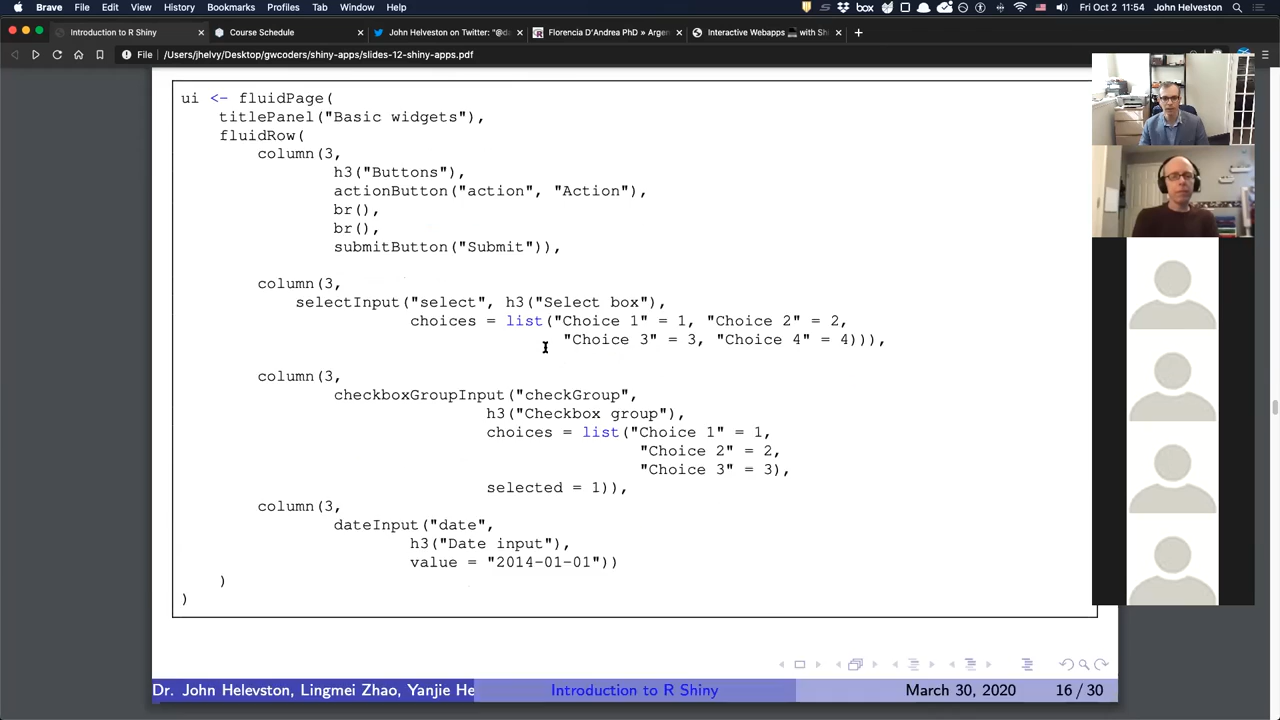 Brave File Edit View History Bookmarks Profiles Tab Window Help
box
Fri Oct 2 11:54 John Helveston
Introduction to R Shiny
Course Schedule
John Helveston on Twitter: "@da
Florencia D'Andrea PhD » Argen
Interactive Webapps with Sh
/Users/jhelvy/Desktop/gwcoders/shiny-apps/slides-12-shiny-apps.pdf
ui <- fluidPage(
titlePanel("Basic widgets"),
fluidRow(
column(3,
h3("Buttons"),
actionButton("action", "Action"),
br(),
br(),
submitButton("Submit")),
column(3,
selectInput("select", h3("Select box"),
choices = list("Choice 1" = 1, "Choice 2" = 2,
"Choice 3" = 3, "Choice 4" = 4))),
column(3,
checkboxGroupInput("checkGroup",
h3("Checkbox group"),
choices = list("Choice 1" = 1,
"Choice 2" = 2,
"Choice 3" = 3),
selected = 1)),
column(3,
dateInput("date",
h3("Date input"),
value = "2014-01-01"))
)
)
Dr. John Helevston, Lingmei Zhao, Yanjie He
Introduction to R Shiny
March 30, 2020
16 / 30